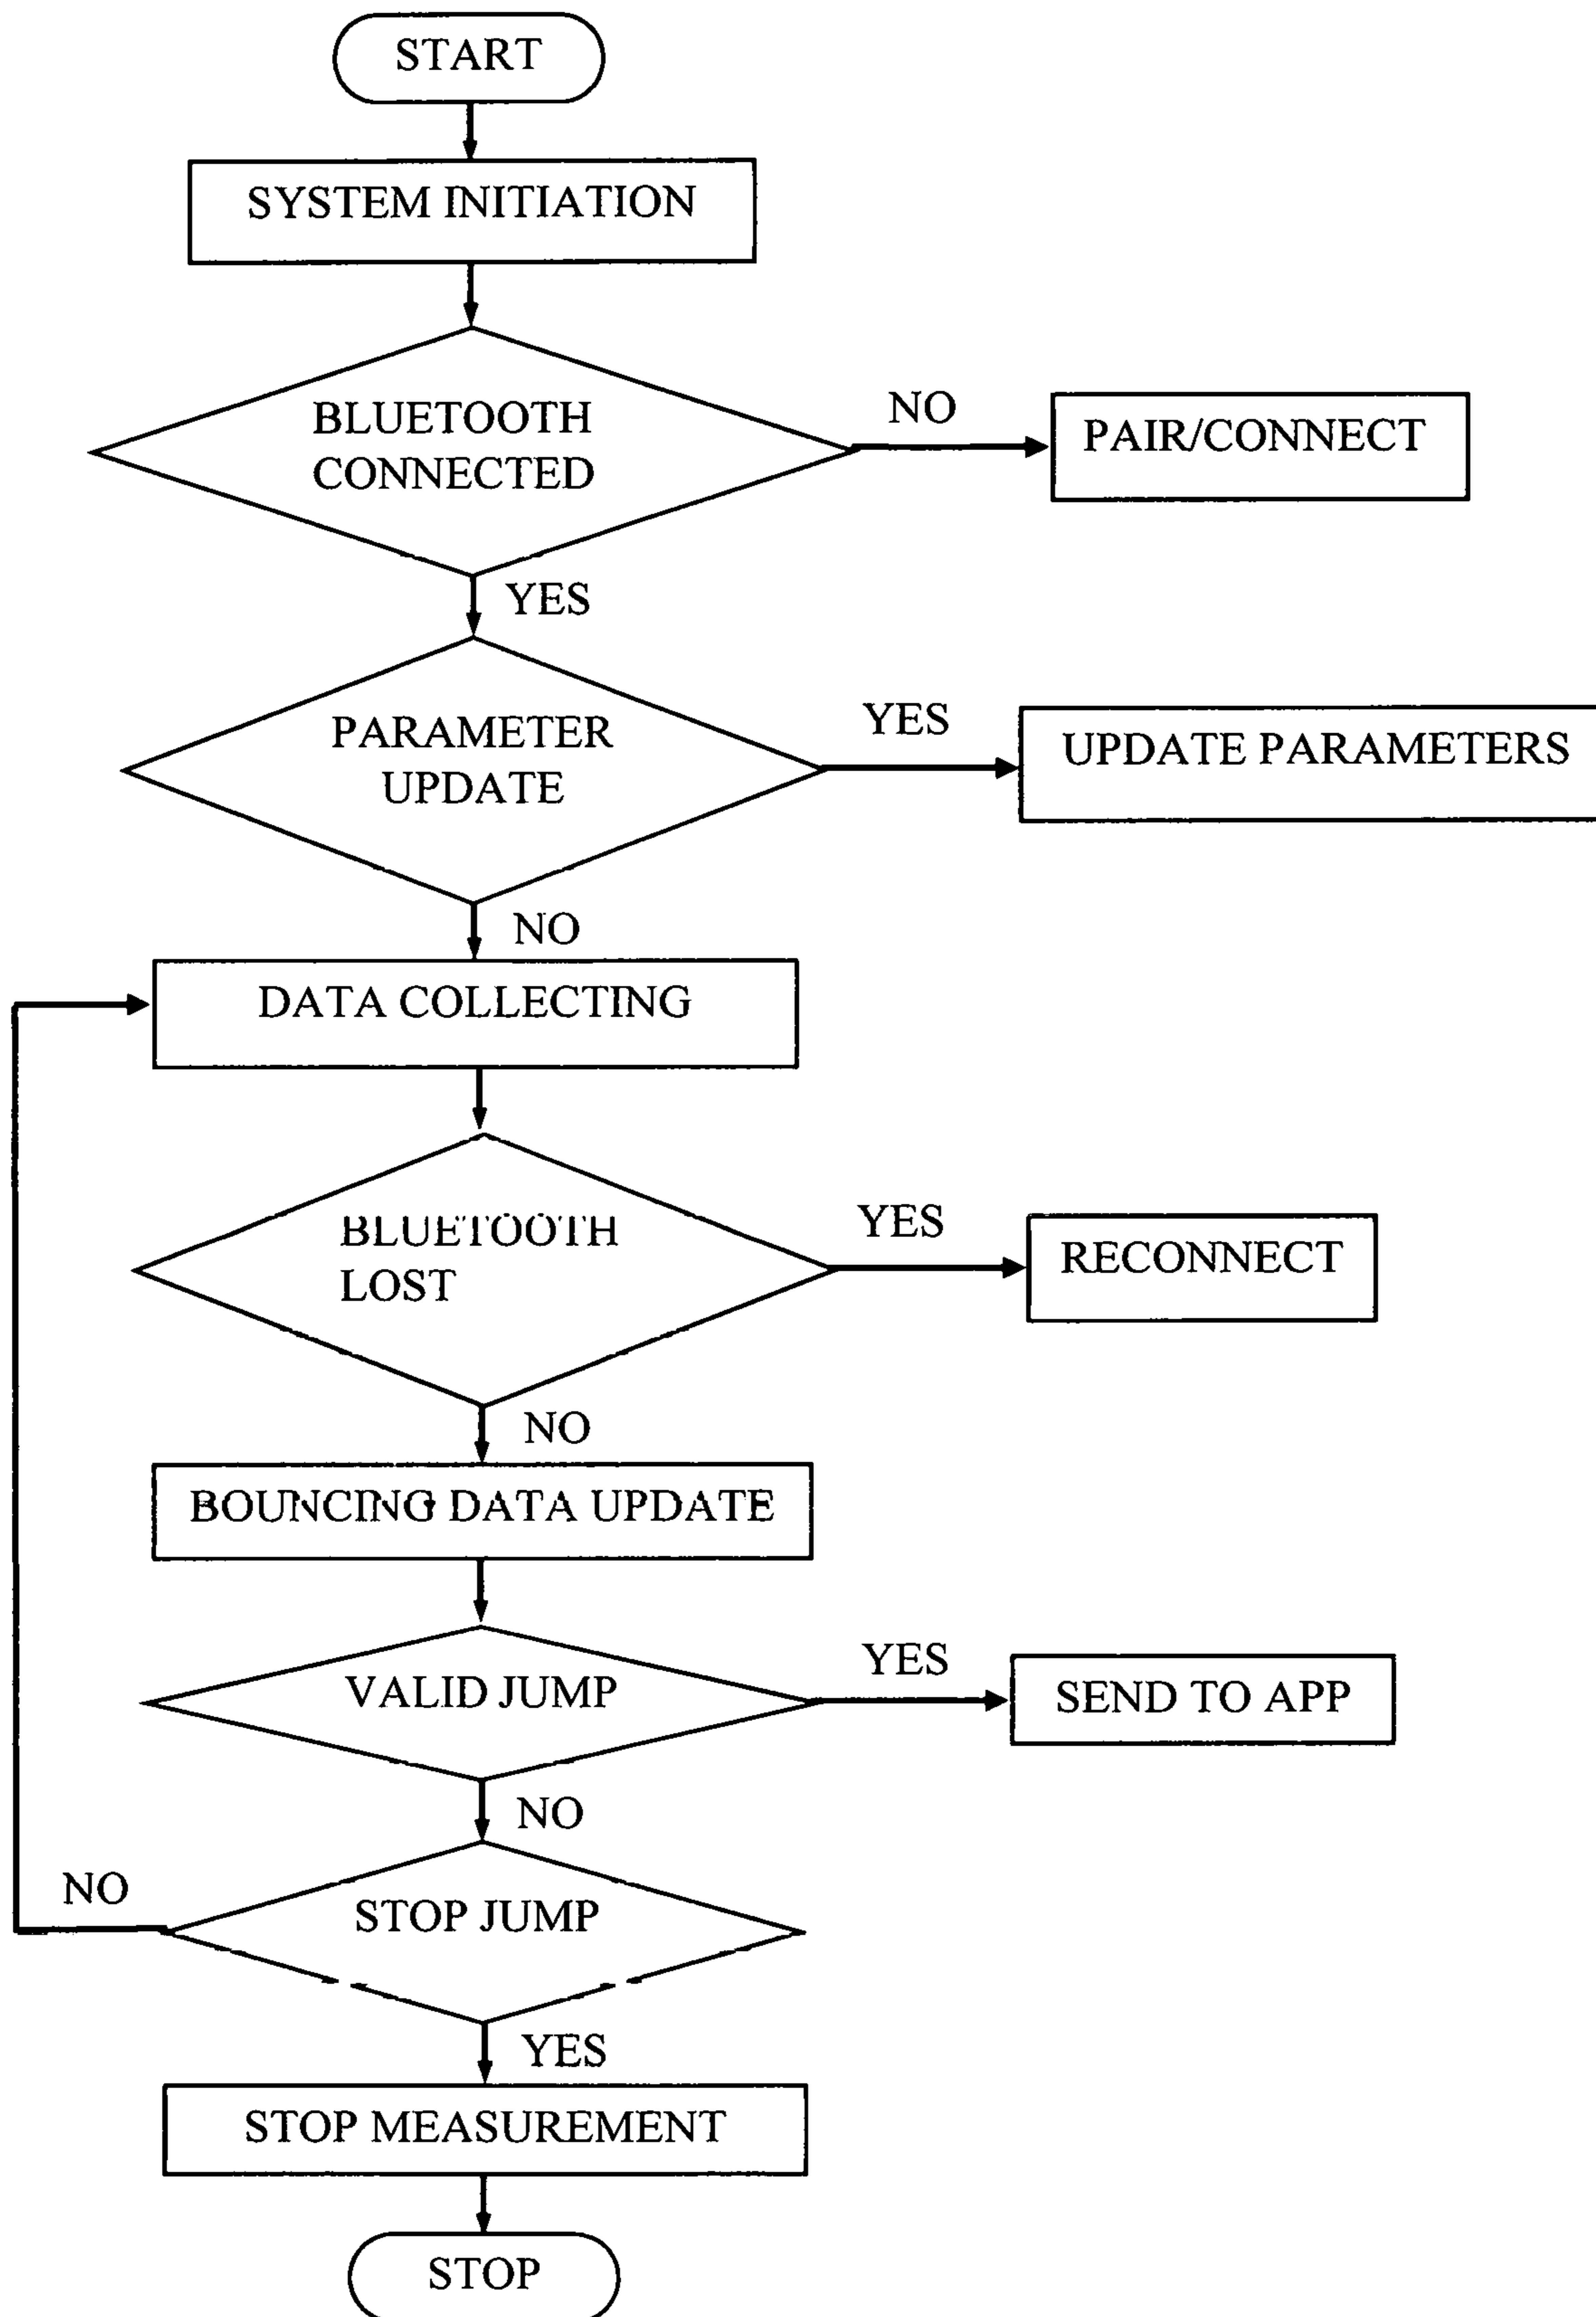 START
SYSTEM INITIATION
BLUETOOTH
CONNECTED
NO
PAIR/CONNECT
YES
PARAMETER
UPDATE
YES
UPDATE PARAMETERS
NO
DATA COLLECTING
BLUETOOTH
LOST
YES
RECONNECT
NO
BOUNCING DATA UPDATE
VALID JUMP
YES
SEND TO APP
NO
NO
STOP JUMP
YES
STOP MEASUREMENT
STOP